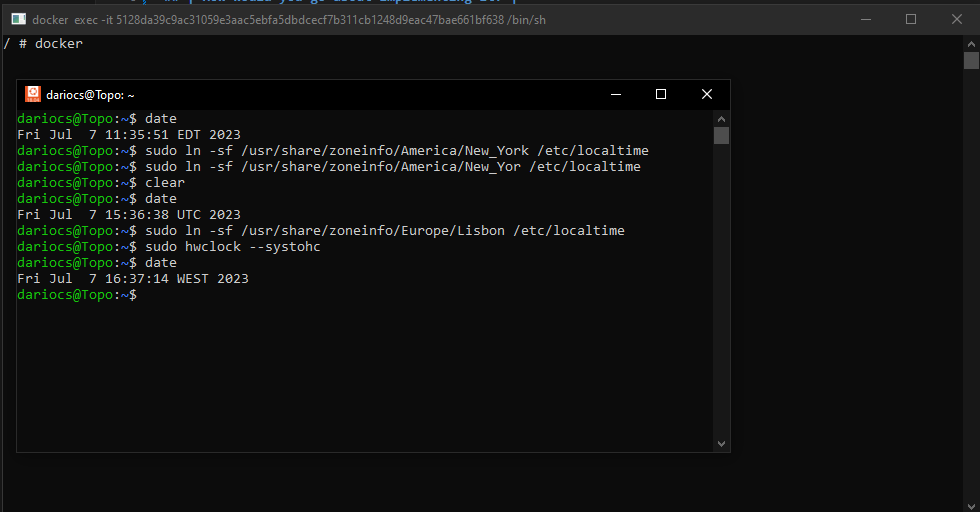 docker exec -it 5128da39c9ac31059e3aac5ebfa5dbdcecf7b311cb1248d9eac47bae661bf638 /bin/sh
/ # docker
dariocs@Topo: ~
dariocs@Topo:~$ date
Fri Jul  7 11:35:51 EDT 2023
dariocs@Topo:~$ sudo ln -sf /usr/share/zoneinfo/America/New_York /etc/localtime
dariocs@Topo:~$ sudo ln -sf /usr/share/zoneinfo/America/New_Yor /etc/localtime
dariocs@Topo:~$ clear
dariocs@Topo:~$ date
Fri Jul  7 15:36:38 UTC 2023
dariocs@Topo:~$ sudo ln -sf /usr/share/zoneinfo/Europe/Lisbon /etc/localtime
dariocs@Topo:~$ sudo hwclock --systohc
dariocs@Topo:~$ date
Fri Jul  7 16:37:14 WEST 2023
dariocs@Topo:~$